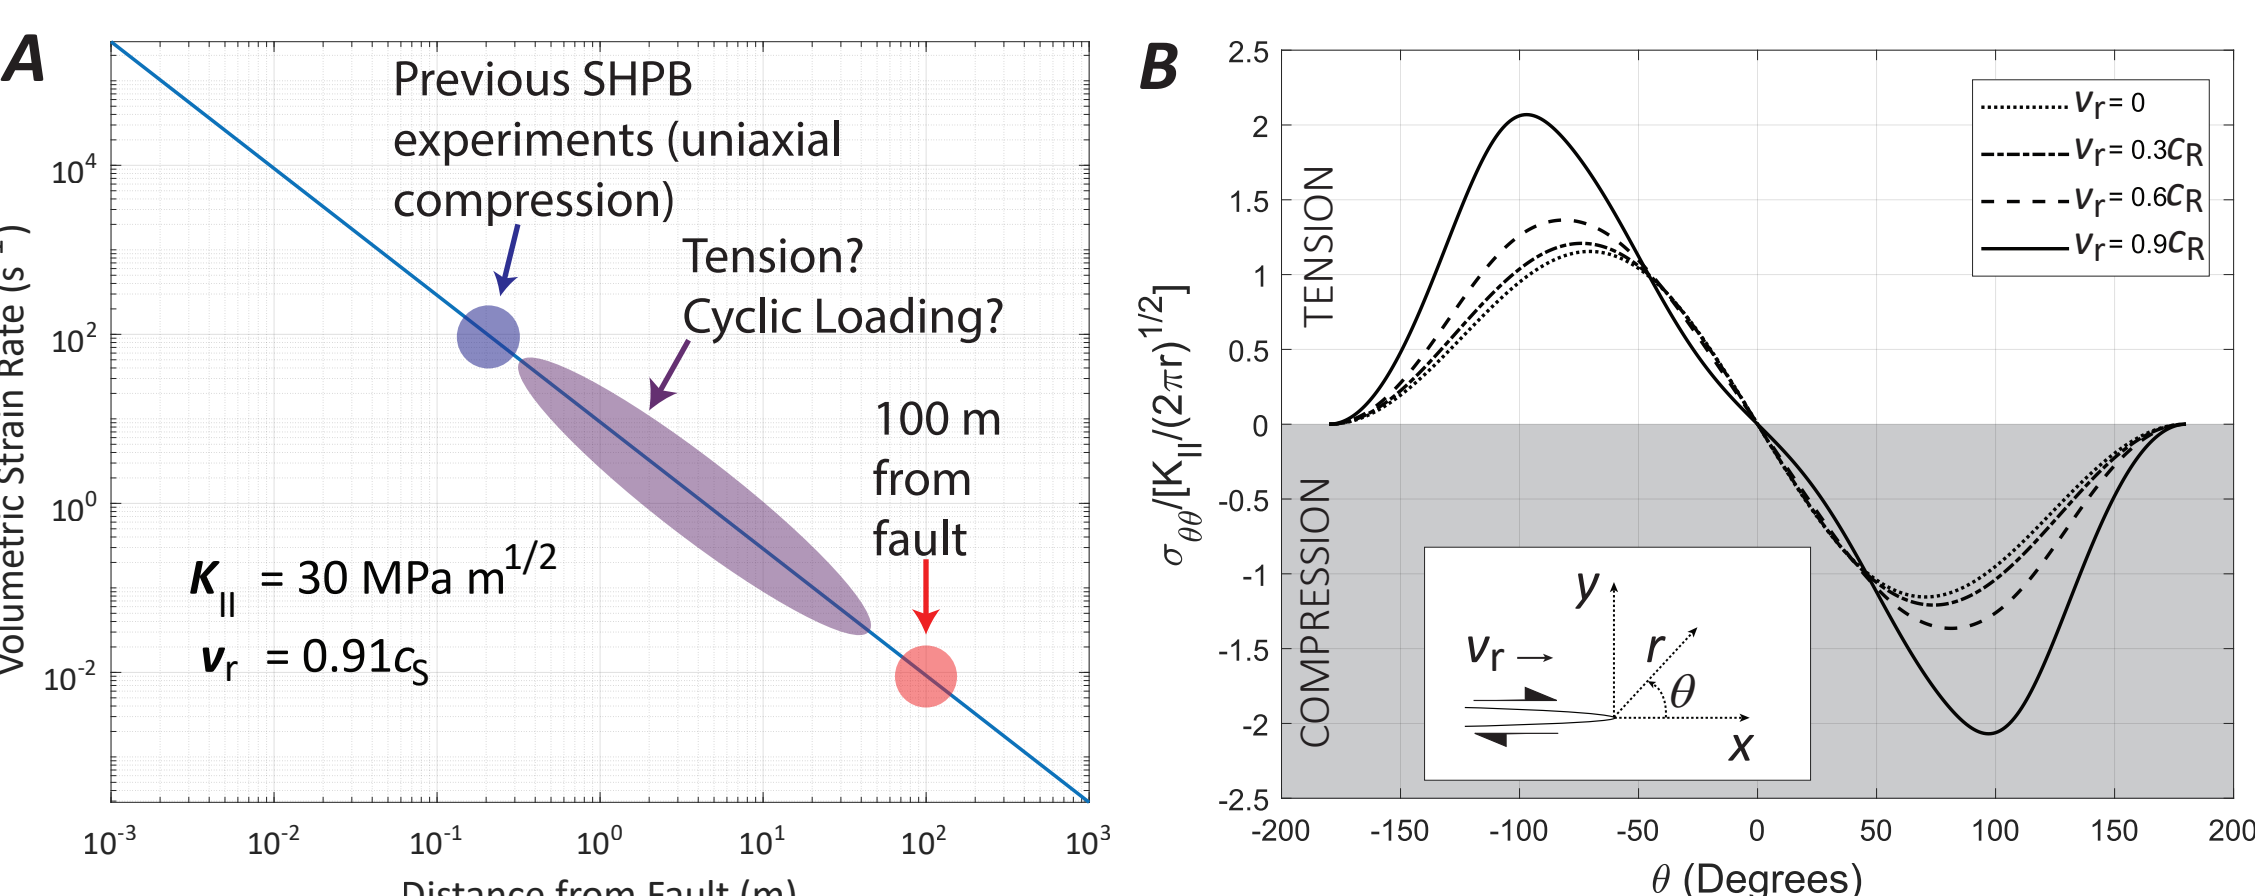 A
Previous SHPB
experiments (uniaxial
compression)
Tension?
Cyclic Loading?
100 m
from
fault
K_II = 30 MPa m^1/2
v_r = 0.91c_S
Volumetric Strain Rate (s^-1)
10^4
10^2
10^0
10^-2
10^-3
10^-2
10^-1
10^0
10^1
10^2
10^3
Distance from Fault (m)
B
2.5
2
1.5
1
0.5
0
-0.5
-1
-1.5
-2
-2.5
TENSION
COMPRESSION
σ_θθ/[K_II/(2πr)^1/2]
v_r = 0
v_r = 0.3c_R
v_r = 0.6c_R
v_r = 0.9c_R
y
v_r
r
θ
x
-200
-150
-100
-50
0
50
100
150
200
θ (Degrees)